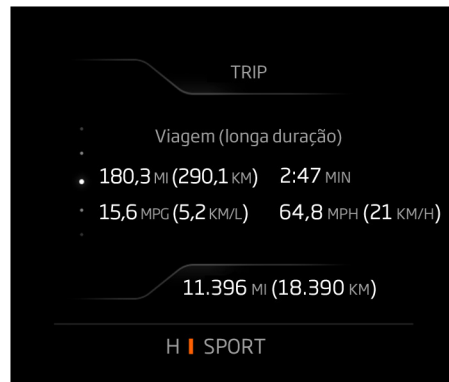 TRIP
Viagem (longa duração)
180,3 MI (290,1 KM) 2:47 MIN
15,6 MPG (5,2 KM/L) 64,8 MPH (21 KM/H)
11.396 MI (18.390 KM)
H SPORT